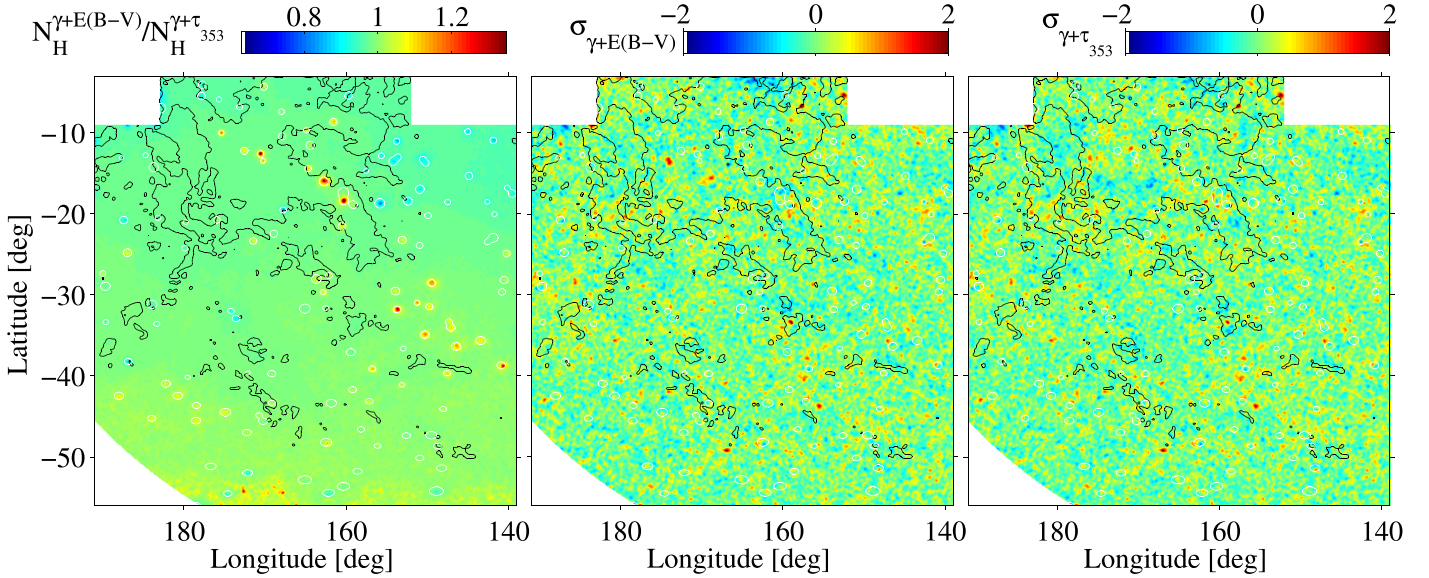 N_H^{γ+E(B−V)}/N_H^{γ+τ_353} 0.8 1 1.2
σ_{γ+E(B−V)} −2 0 2
σ_{γ+τ_353} −2 0 2
Latitude [deg]
−10
−20
−30
−40
−50
180 160 140
Longitude [deg]
180 160 140
Longitude [deg]
180 160 140
Longitude [deg]